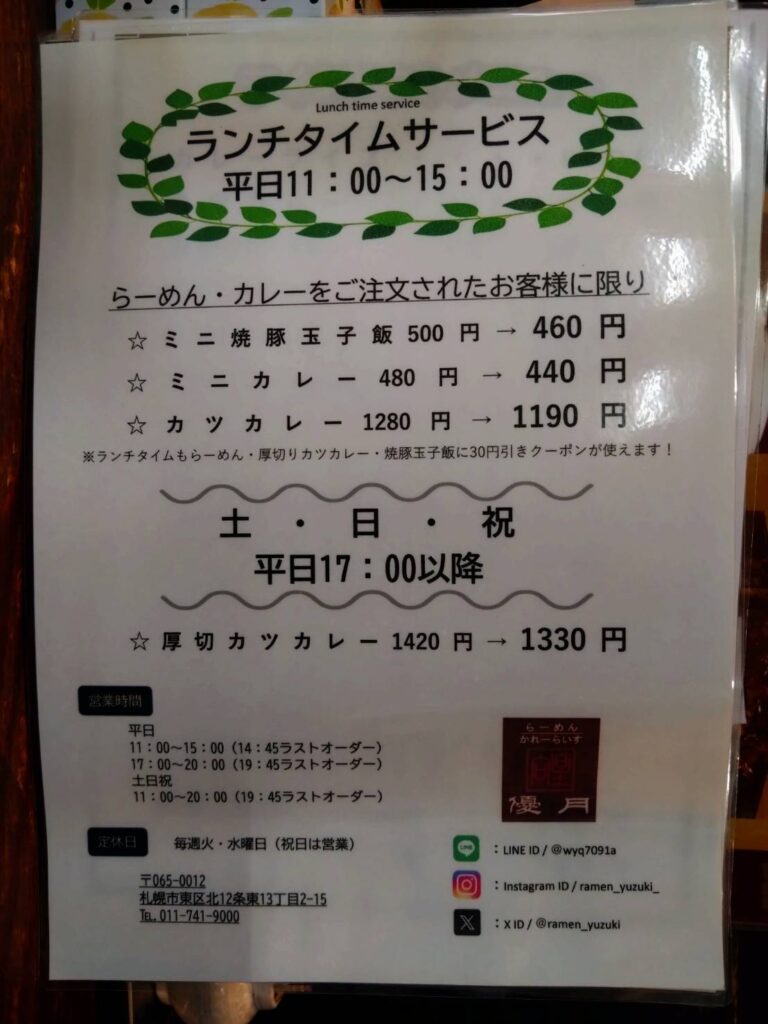 Lunch time service
ランチタイムサービス
平日11：00～15：00
らーめん・カレーをご注文されたお客様に限り
☆ ミニ焼豚玉子飯 500 円 → 460 円
☆ ミニカレー 480 円 → 440 円
☆ カツカレー 1280 円 → 1190 円
※ランチタイムもらーめん・厚切りカツカレー・焼豚玉子飯に30円引きクーポンが使えます！
土・日・祝
平日17：00以降
☆ 厚切カツカレー 1420 円 → 1330 円
営業時間
平日
11：00～15：00（14：45ラストオーダー）
17：00～20：00（19：45ラストオーダー）
土日祝
11：00～20：00（19：45ラストオーダー）
らーめん
かれーらいす
優月
定休日 毎週火・水曜日（祝日は営業）
〒065-0012
札幌市東区北12条東13丁目2-15
TEL. 011-741-9000
LINE
：LINE ID / @wyq7091a
：Instagram ID / ramen_yuzuki_
：X ID / @ramen_yuzuki